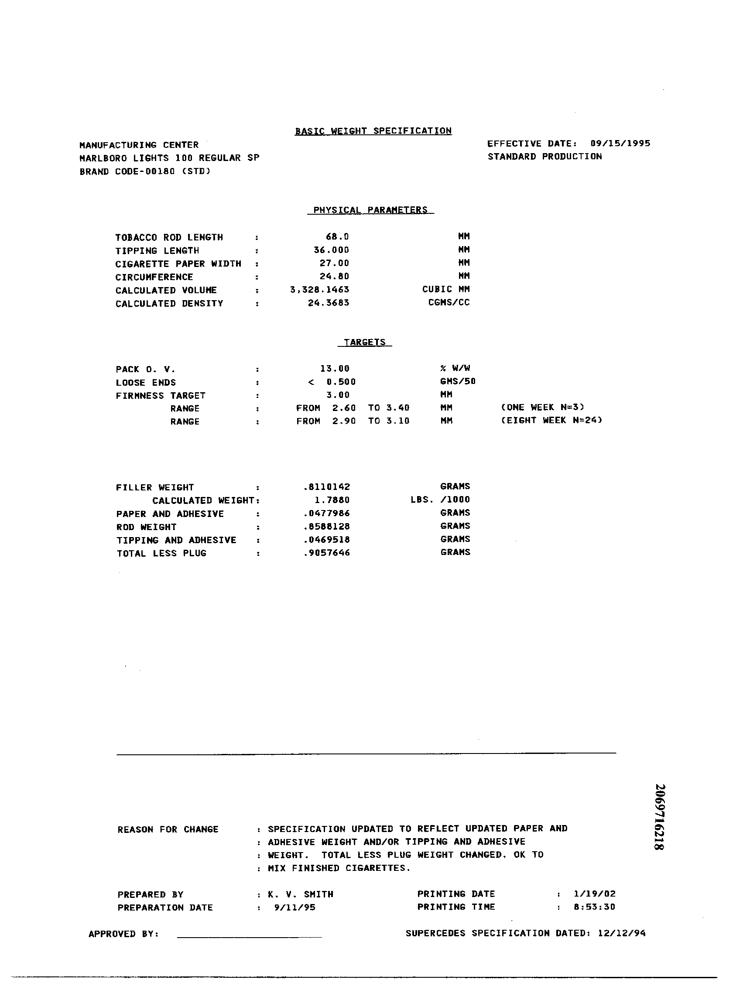 BASIC WEIGHT SPECIFICATION
MANUFACTURING CENTER
EFFECTIVE DATE: 09/15/1995
MARLBORO LIGHTS 100 REGULAR SP
STANDARD PRODUCTION
BRAND CODE-00180 (STD)
PHYSICAL PARAMETERS
TOBACCO ROD LENGTH : 68.0 MM
TIPPING LENGTH : 36.000 MM
CIGARETTE PAPER WIDTH : 27.00 MM
CIRCUMFERENCE : 24.80 MM
CALCULATED VOLUME : 3,328.1463 CUBIC MM
CALCULATED DENSITY : 24.3683 CGMS/CC
TARGETS
PACK O. V. : 13.00 % W/W
LOOSE ENDS : < 0.500 GMS/50
FIRMNESS TARGET : 3.00 MM
RANGE : FROM 2.60 TO 3.40 MM (ONE WEEK N=3)
RANGE : FROM 2.90 TO 3.10 MM (EIGHT WEEK N=24)
FILLER WEIGHT : .8110142 GRAMS
CALCULATED WEIGHT: 1.7880 LBS. /1000
PAPER AND ADHESIVE : .0477986 GRAMS
ROD WEIGHT : .8588128 GRAMS
TIPPING AND ADHESIVE : .0469518 GRAMS
TOTAL LESS PLUG : .9057646 GRAMS
2069716218
REASON FOR CHANGE : SPECIFICATION UPDATED TO REFLECT UPDATED PAPER AND
: ADHESIVE WEIGHT AND/OR TIPPING AND ADHESIVE
: WEIGHT. TOTAL LESS PLUG WEIGHT CHANGED. OK TO
: MIX FINISHED CIGARETTES.
PREPARED BY : K. V. SMITH PRINTING DATE : 1/19/02
PREPARATION DATE : 9/11/95 PRINTING TIME : 8:53:30
APPROVED BY: SUPERCEDES SPECIFICATION DATED: 12/12/94